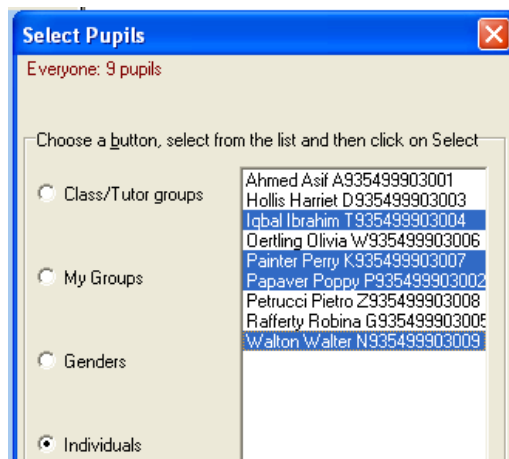 Select Pupils
Everyone: 9 pupils
Choose a button, select from the list and then click on Select
Class/Tutor groups
My Groups
Genders
Individuals
Ahmed Asif A935499903001
Hollis Harriet D935499903003
Iqbal Ibrahim T935499903004
Oertling Olivia W935499903006
Painter Perry K935499903007
Papaver Poppy P935499903002
Petrucci Pietro Z935499903008
Rafferty Robina G935499903005
Walton Walter N935499903009